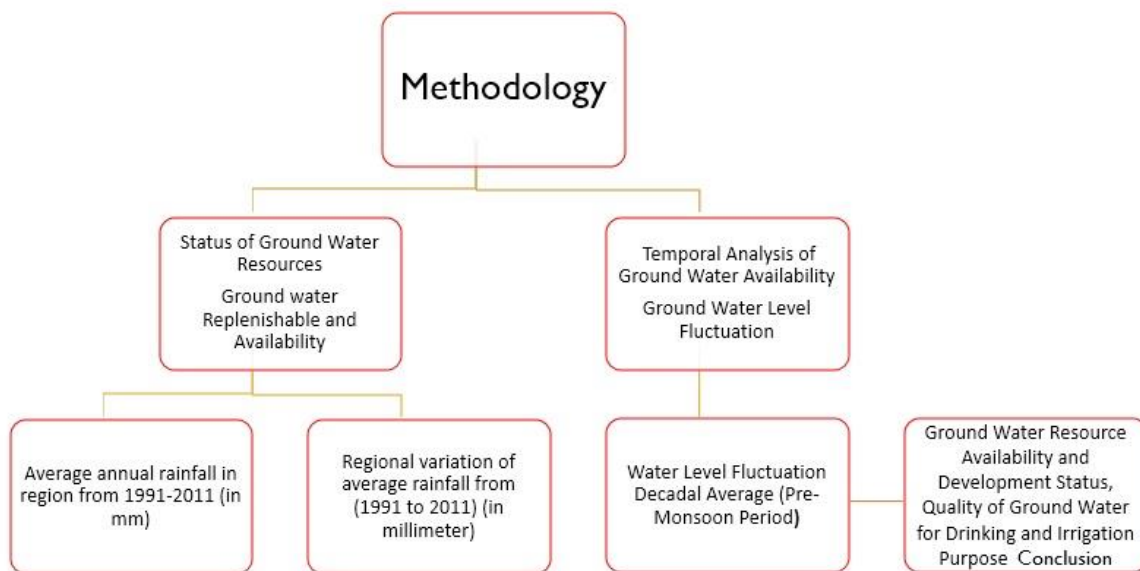 Methodology
Status of Ground Water
Resources
Ground water
Replenishable and
Availability
Temporal Analysis of
Ground Water Availability
Ground Water Level
Fluctuation
Average annual rainfall in
region from 1991-2011 (in
mm)
Regional variation of
average rainfall from
(1991 to 2011) (in
millimeter)
Water Level Fluctuation
Decadal Average (Pre-
Monsoon Period)
Ground Water Resource
Availability and
Development Status,
Quality of Ground Water
for Drinking and Irrigation
Purpose Conclusion